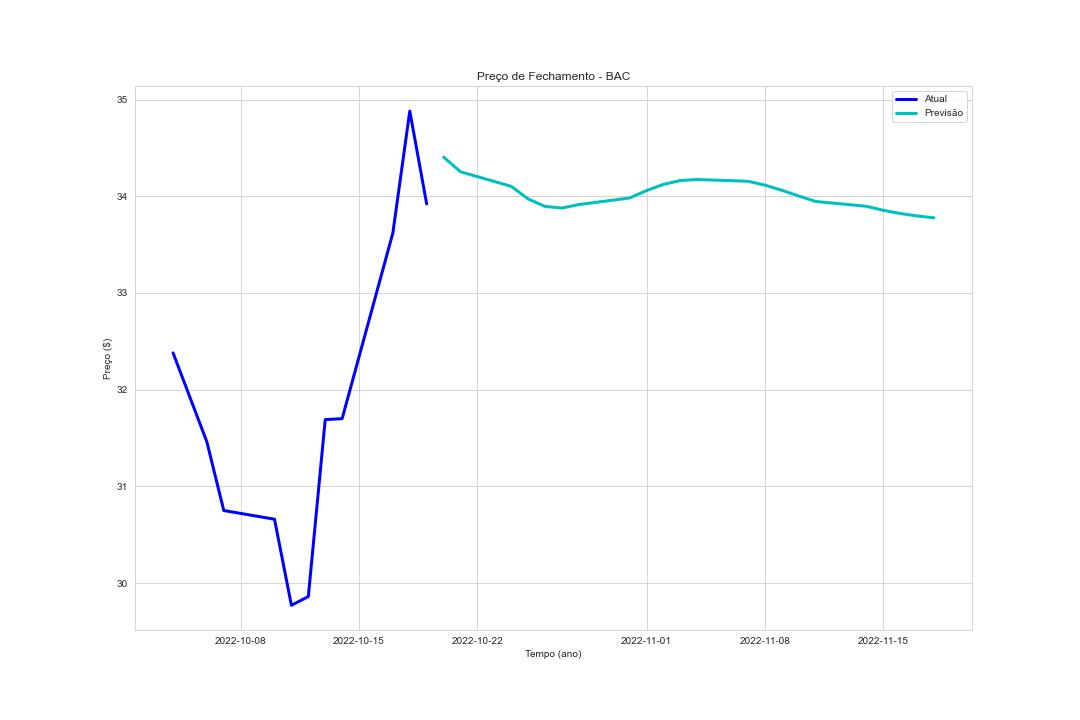 Preço de Fechamento - BAC
Atual
Previsão
35
34
33
32
31
30
Preço ($)
2022-10-08
2022-10-15
2022-10-22
2022-11-01
2022-11-08
2022-11-15
Tempo (ano)